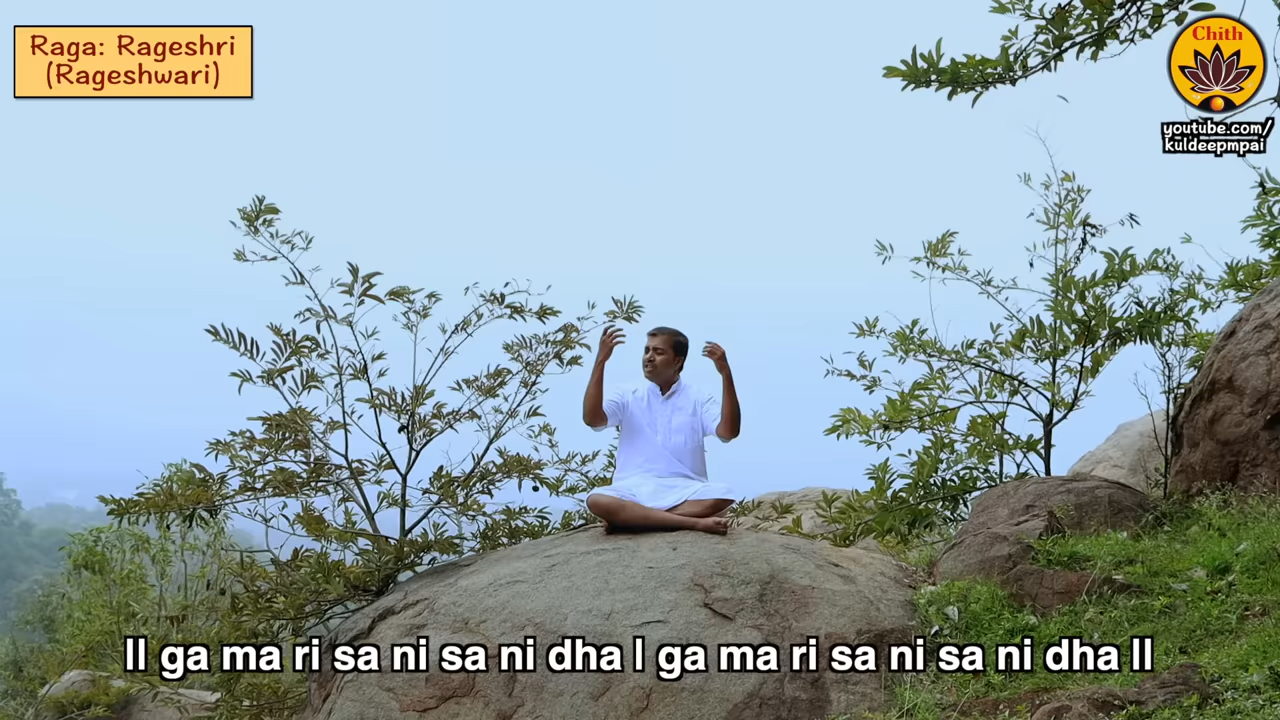 Raga: Rageshri
(Rageshwari)
Chith
youtube.com/
kuldeepmpai
ll ga ma ri sa ni sa ni dha l ga ma ri sa ni sa ni dha ll